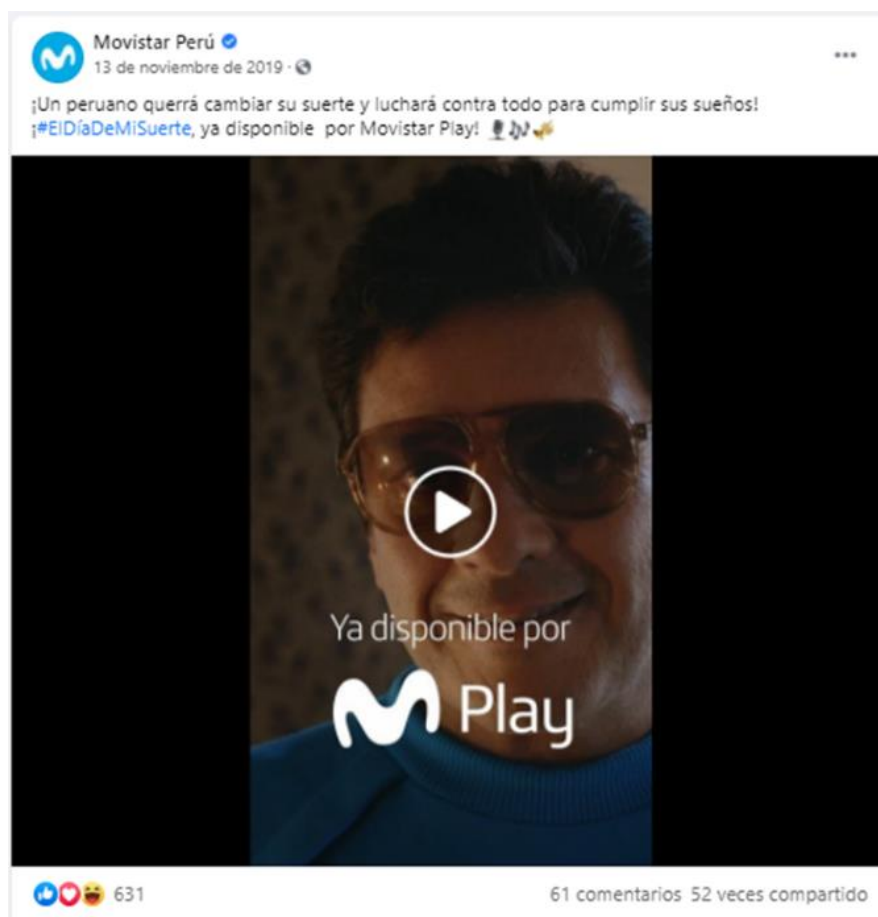 Movistar Perú
13 de noviembre de 2019 ·
¡Un peruano querrá cambiar su suerte y luchará contra todo para cumplir sus sueños!
¡#ElDíaDeMiSuerte, ya disponible por Movistar Play! 🎙️🎶🎺
Ya disponible por
Play
631
61 comentarios 52 veces compartido